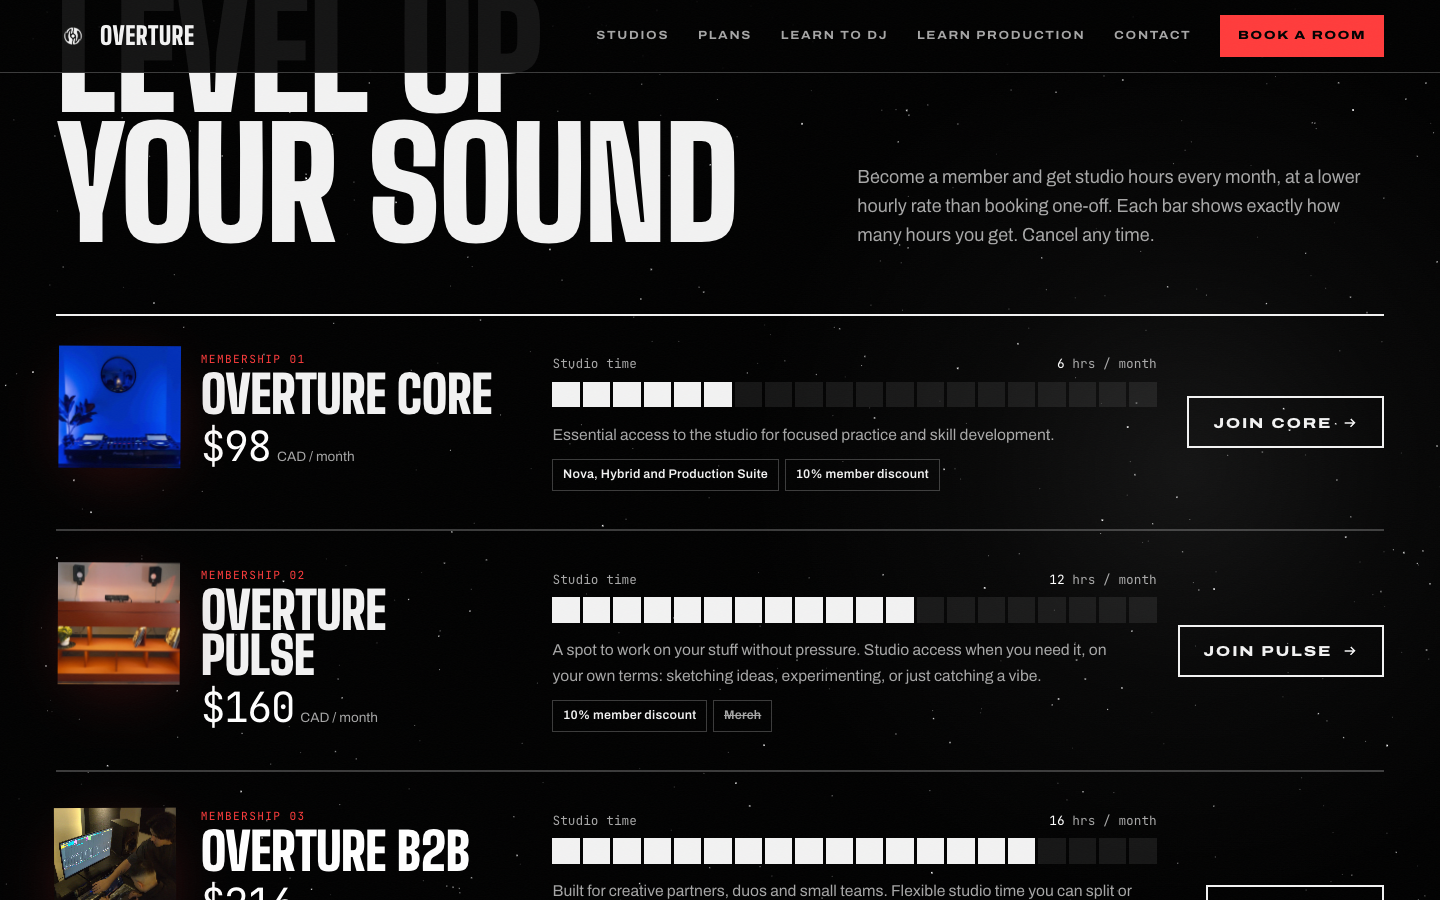 OVERTURE
STUDIOS
PLANS
LEARN TO DJ
LEARN PRODUCTION
CONTACT
BOOK A ROOM
LEVEL UP
YOUR SOUND
Become a member and get studio hours every month, at a lower
hourly rate than booking one-off. Each bar shows exactly how
many hours you get. Cancel any time.
MEMBERSHIP 01
OVERTURE CORE
$98 CAD / month
Studio time
6 hrs / month
Essential access to the studio for focused practice and skill development.
Nova, Hybrid and Production Suite
10% member discount
JOIN CORE →
MEMBERSHIP 02
OVERTURE
PULSE
$160 CAD / month
Studio time
12 hrs / month
A spot to work on your stuff without pressure. Studio access when you need it, on
your own terms: sketching ideas, experimenting, or just catching a vibe.
10% member discount
Merch
JOIN PULSE →
MEMBERSHIP 03
OVERTURE B2B
Studio time
16 hrs / month
Built for creative partners, duos and small teams. Flexible studio time you can split or